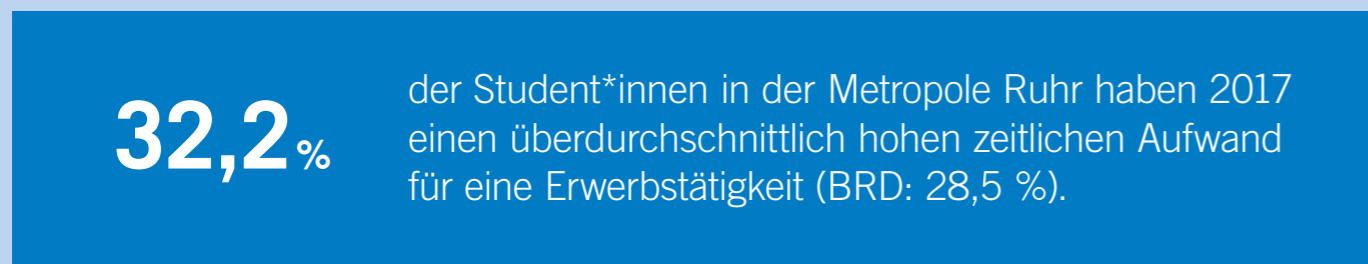 32,2 %
der Student*innen in der Metropole Ruhr haben 2017
einen überdurchschnittlich hohen zeitlichen Aufwand
für eine Erwerbstätigkeit (BRD: 28,5 %).